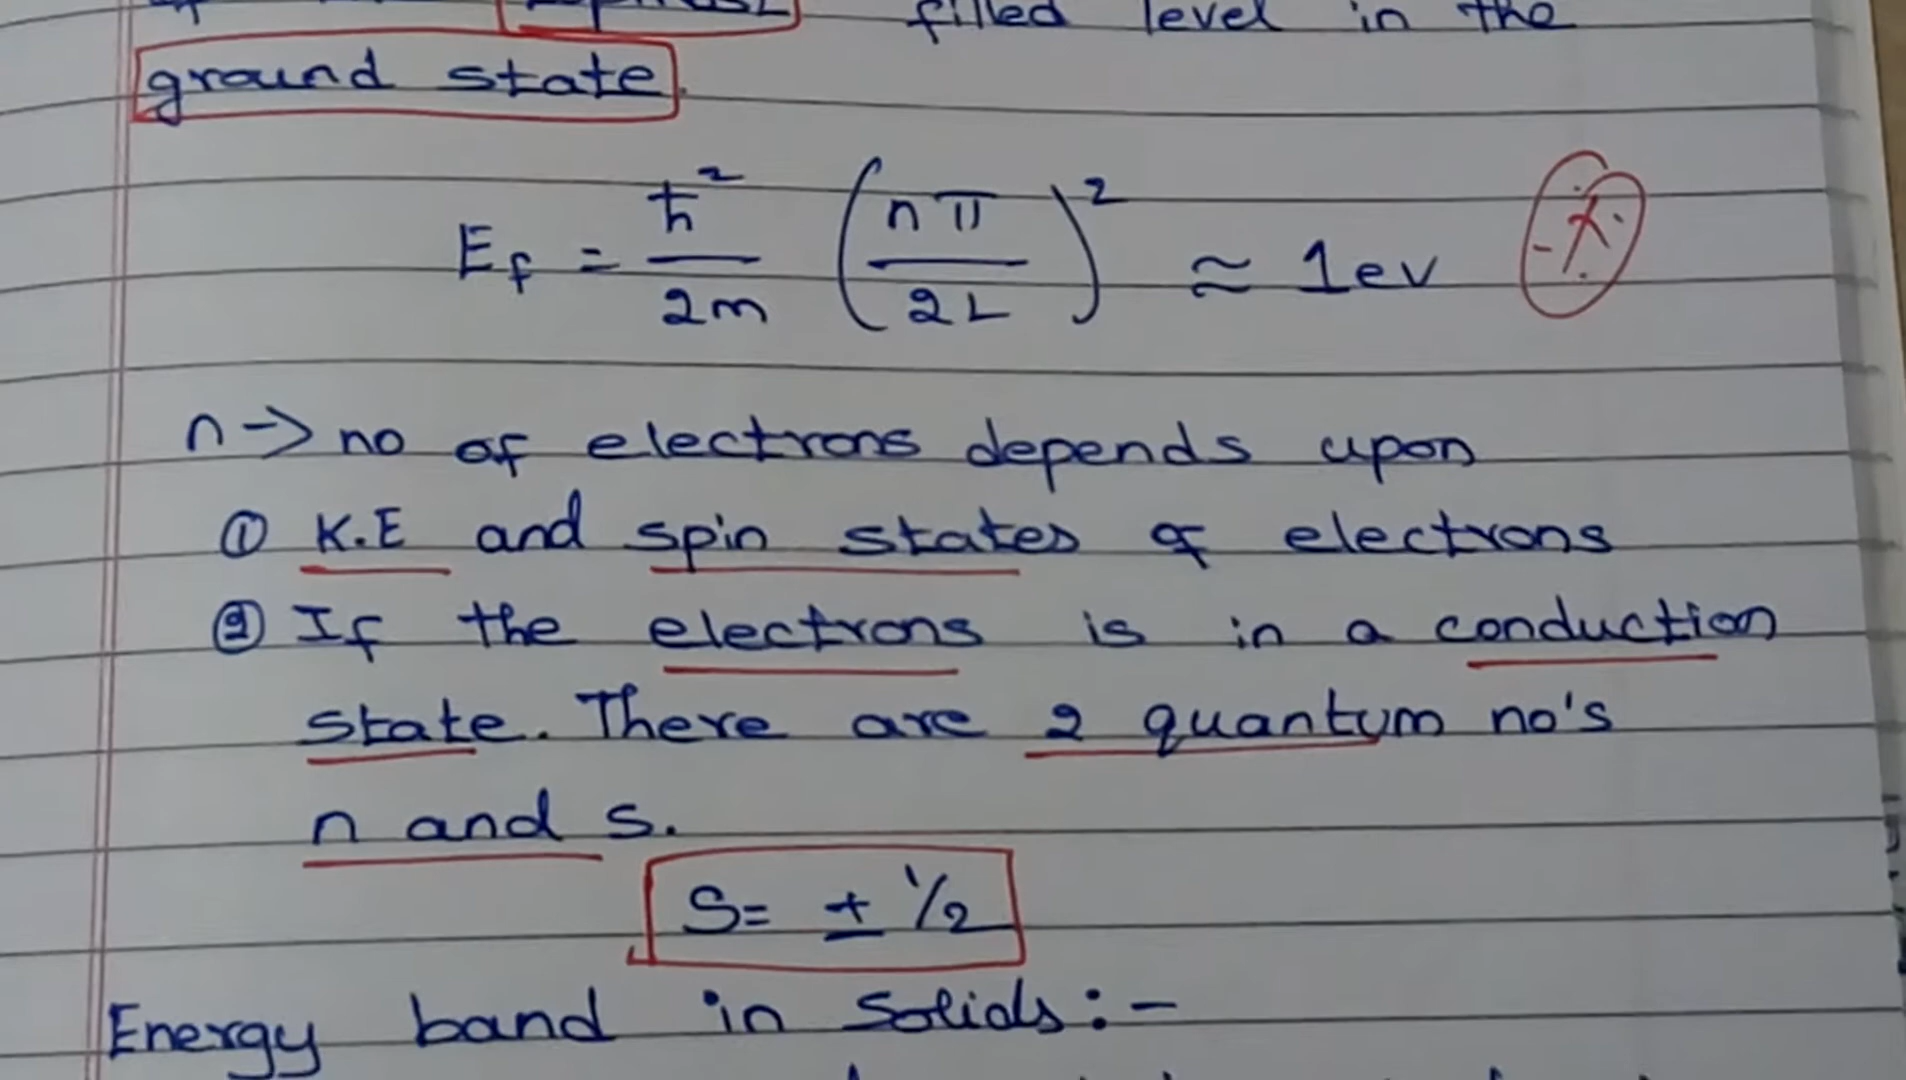 filled level in the
ground state.
E_f = ℏ²/2m (nπ/2L)² ≈ 1ev
n -> no of electrons depends upon
① K.E and spin states of electrons
② If the electrons is in a conduction
state. There are 2 quantum no's
n and s.
S= ± 1/2
Energy band in Solids:-